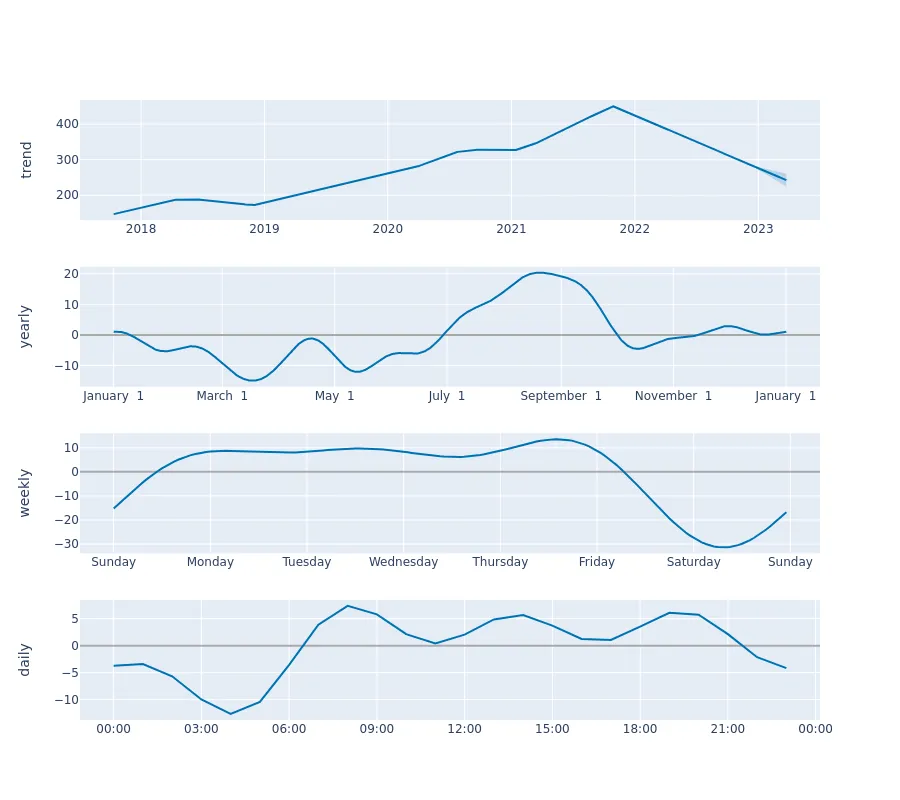 trend
400
300
200
2018 2019 2020 2021 2022 2023
yearly
20
10
0
−10
January 1 March 1 May 1 July 1 September 1 November 1 January 1
weekly
10
0
−10
−20
−30
Sunday Monday Tuesday Wednesday Thursday Friday Saturday Sunday
daily
5
0
−5
−10
00:00 03:00 06:00 09:00 12:00 15:00 18:00 21:00 00:00